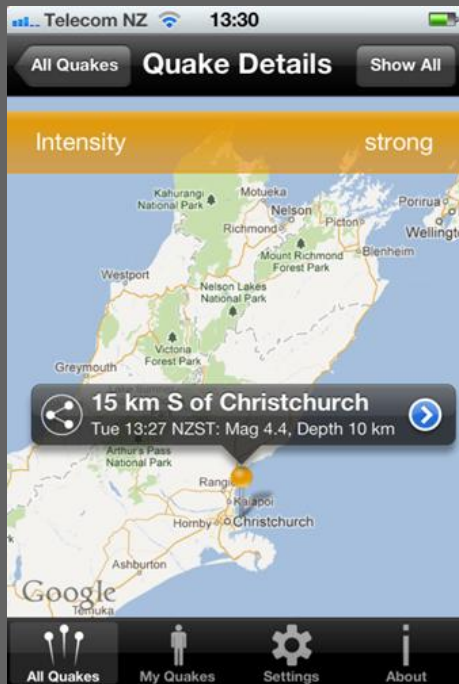 Telecom NZ 13:30
All Quakes Quake Details Show All
Intensity strong
Kahurangi
National Park
Motueka
Nelson
Porirua
Richmond
Picton
Wellingt
Mount Richmond
Forest Park
Blenheim
Westport
Nelson Lakes
National Park
Victoria
Forest Park
Greymouth
15 km S of Christchurch
Tue 13:27 NZST: Mag 4.4, Depth 10 km
Arthur's Pass
National Park
Rangi
Kaiapoi
Hornby Christchurch
Ashburton
Google
Temuka
All Quakes My Quakes Settings About